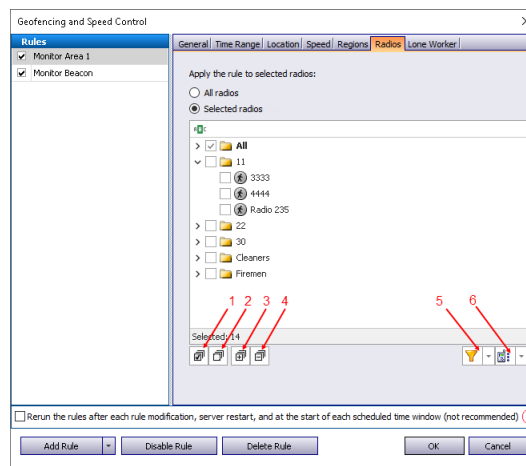 Geofencing and Speed Control
Rules
Monitor Area 1
Monitor Beacon
General Time Range Location Speed Regions Radios Lone Worker
Apply the rule to selected radios:
All radios
Selected radios
All
11
3333
4444
Radio 235
22
30
Cleaners
Firemen
1 2 3 4 5 6
Selected: 14
Rerun the rules after each rule modification, server restart, and at the start of each scheduled time window (not recommended)
Add Rule Disable Rule Delete Rule OK Cancel